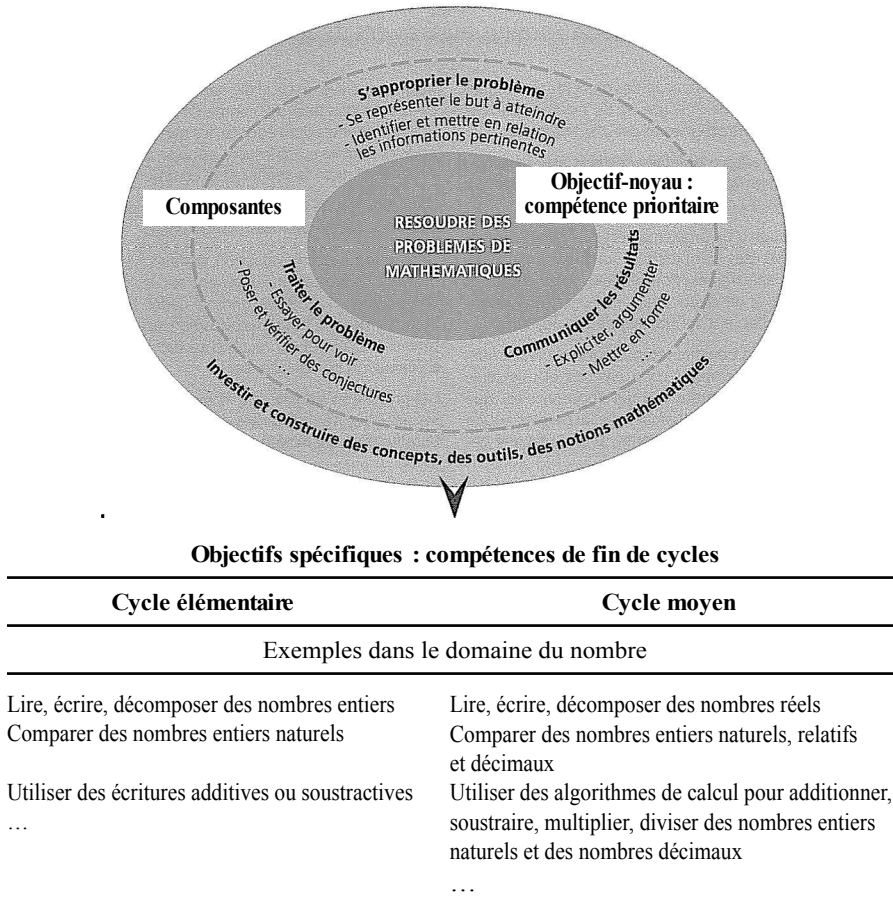 S'approprier le problème
- Se représenter le but à atteindre
- Identifier et mettre en relation
les informations pertinentes
Composantes
Objectif-noyau :
compétence prioritaire
RESOUDRE DES
PROBLEMES DE
MATHEMATIQUES
Traiter le problème
- Essayer pour voir
- Poser et vérifier des conjectures
…
Communiquer les résultats
- Expliciter, argumenter
- Mettre en forme
…
Investir et construire des concepts, des outils, des notions mathématiques
Objectifs spécifiques : compétences de fin de cycles
Cycle élémentaire
Cycle moyen
Exemples dans le domaine du nombre
Lire, écrire, décomposer des nombres entiers
Comparer des nombres entiers naturels
Utiliser des écritures additives ou soustractives
…
Lire, écrire, décomposer des nombres réels
Comparer des nombres entiers naturels, relatifs
et décimaux
Utiliser des algorithmes de calcul pour additionner,
soustraire, multiplier, diviser des nombres entiers
naturels et des nombres décimaux
…